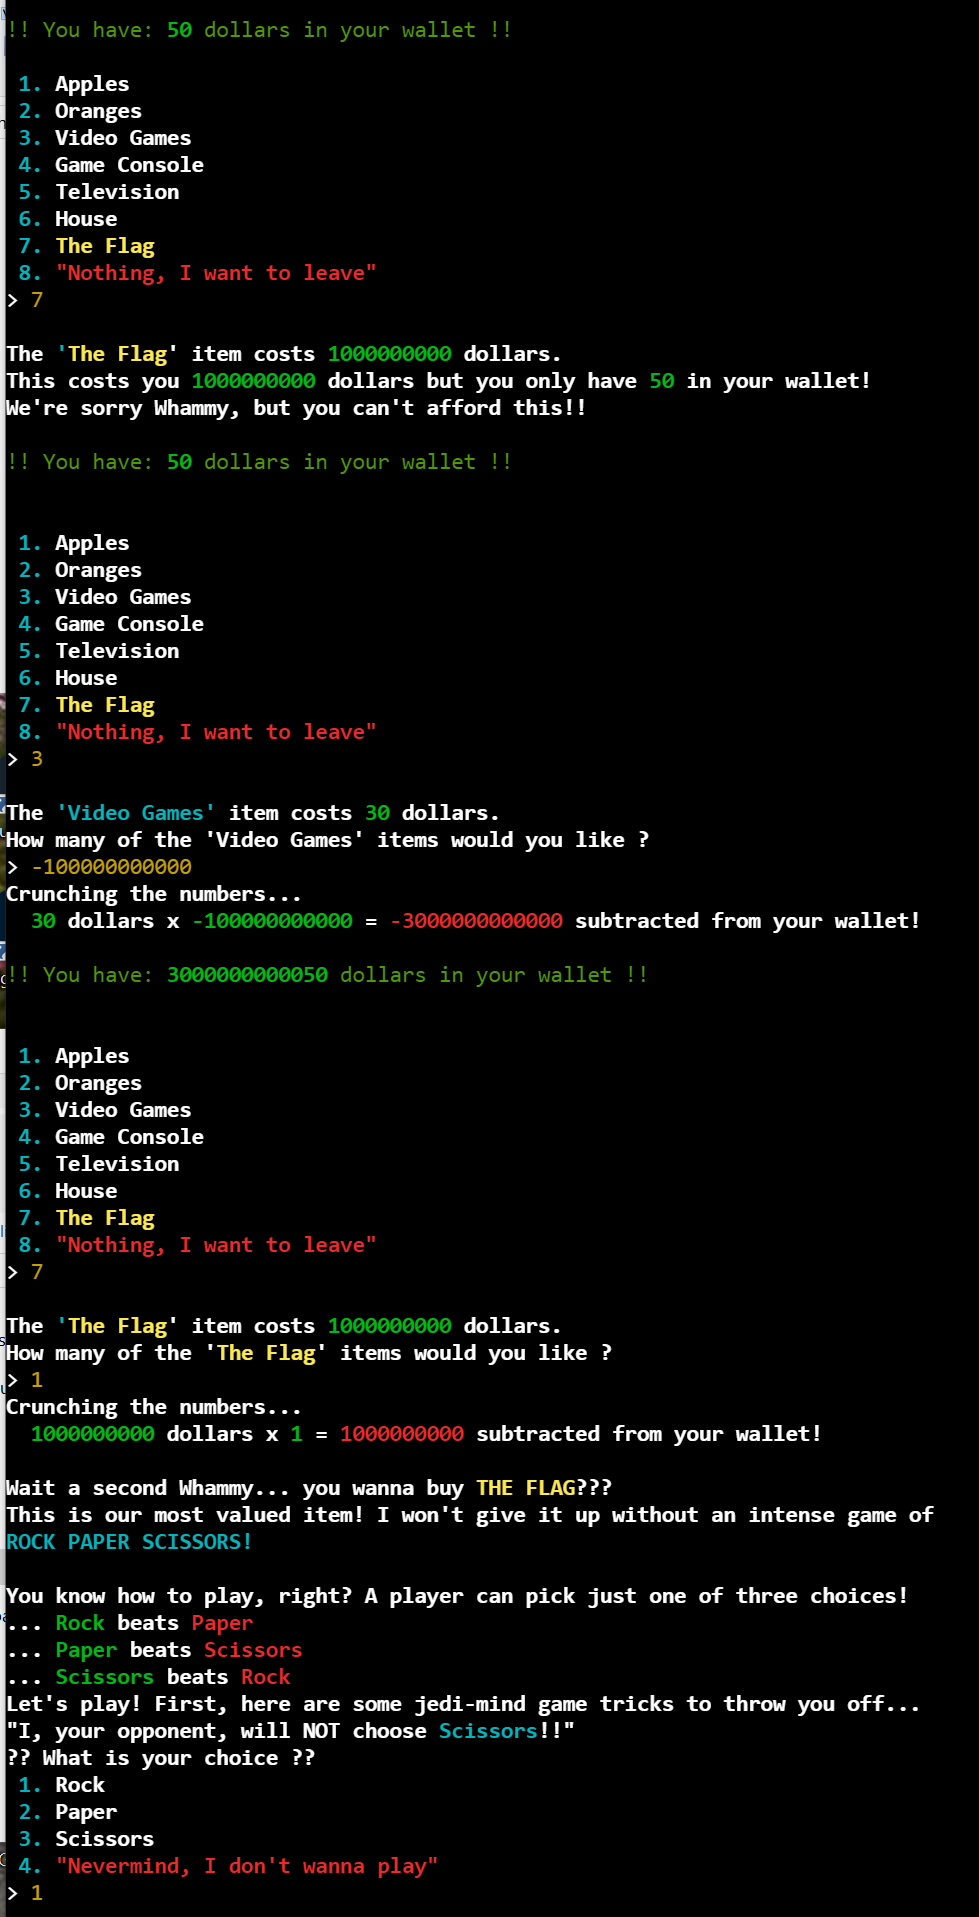 !! You have: 50 dollars in your wallet !!
1. Apples
2. Oranges
3. Video Games
4. Game Console
5. Television
6. House
7. The Flag
8. "Nothing, I want to leave"
> 7
The 'The Flag' item costs 1000000000 dollars.
This costs you 1000000000 dollars but you only have 50 in your wallet!
We're sorry Whammy, but you can't afford this!!
!! You have: 50 dollars in your wallet !!
1. Apples
2. Oranges
3. Video Games
4. Game Console
5. Television
6. House
7. The Flag
8. "Nothing, I want to leave"
> 3
The 'Video Games' item costs 30 dollars.
How many of the 'Video Games' items would you like ?
> -100000000000
Crunching the numbers...
30 dollars x -100000000000 = -3000000000000 subtracted from your wallet!
!! You have: 3000000000050 dollars in your wallet !!
1. Apples
2. Oranges
3. Video Games
4. Game Console
5. Television
6. House
7. The Flag
8. "Nothing, I want to leave"
> 7
The 'The Flag' item costs 1000000000 dollars.
How many of the 'The Flag' items would you like ?
> 1
Crunching the numbers...
1000000000 dollars x 1 = 1000000000 subtracted from your wallet!
Wait a second Whammy... you wanna buy THE FLAG???
This is our most valued item! I won't give it up without an intense game of
ROCK PAPER SCISSORS!
You know how to play, right? A player can pick just one of three choices!
... Rock beats Paper
... Paper beats Scissors
... Scissors beats Rock
Let's play! First, here are some jedi-mind game tricks to throw you off...
"I, your opponent, will NOT choose Scissors!!"
?? What is your choice ??
1. Rock
2. Paper
3. Scissors
4. "Nevermind, I don't wanna play"
> 1